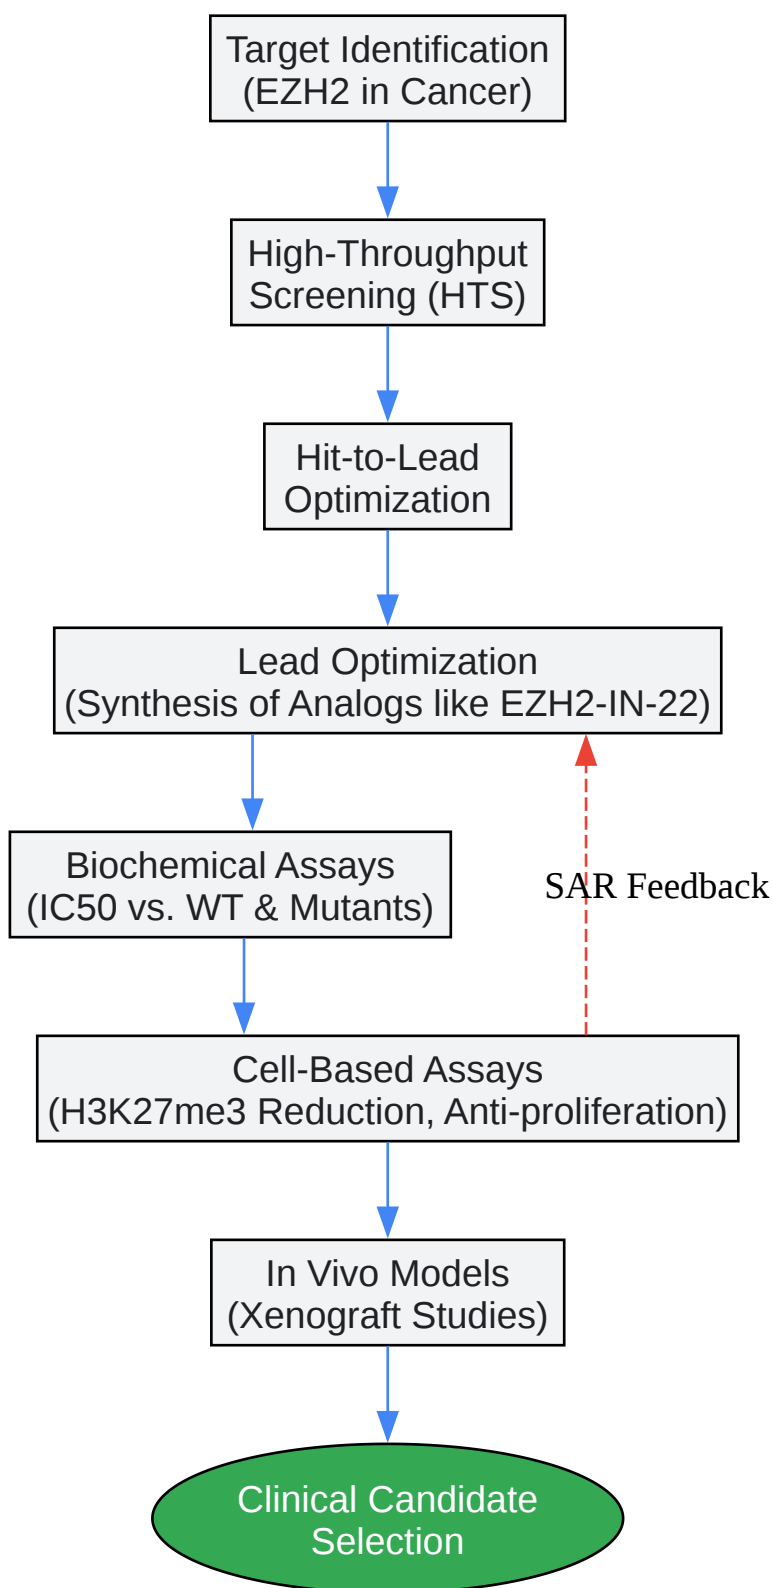 Target Identification
(EZH2 in Cancer)
High-Throughput
Screening (HTS)
Hit-to-Lead
Optimization
Lead Optimization
(Synthesis of Analogs like EZH2-IN-22)
Biochemical Assays
(IC50 vs. WT & Mutants)
SAR Feedback
Cell-Based Assays
(H3K27me3 Reduction, Anti-proliferation)
In Vivo Models
(Xenograft Studies)
Clinical Candidate
Selection